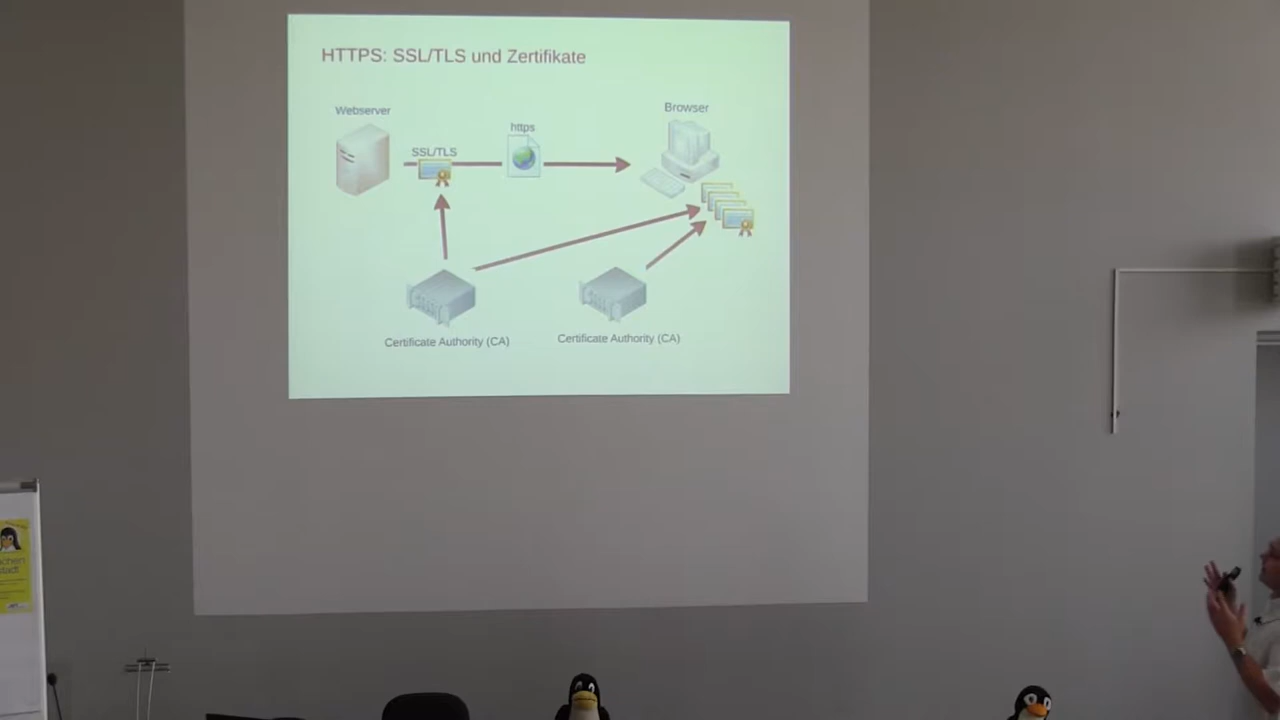 HTTPS: SSL/TLS und Zertifikate
Webserver
Browser
https
SSL/TLS
Certificate Authority (CA)
Certificate Authority (CA)